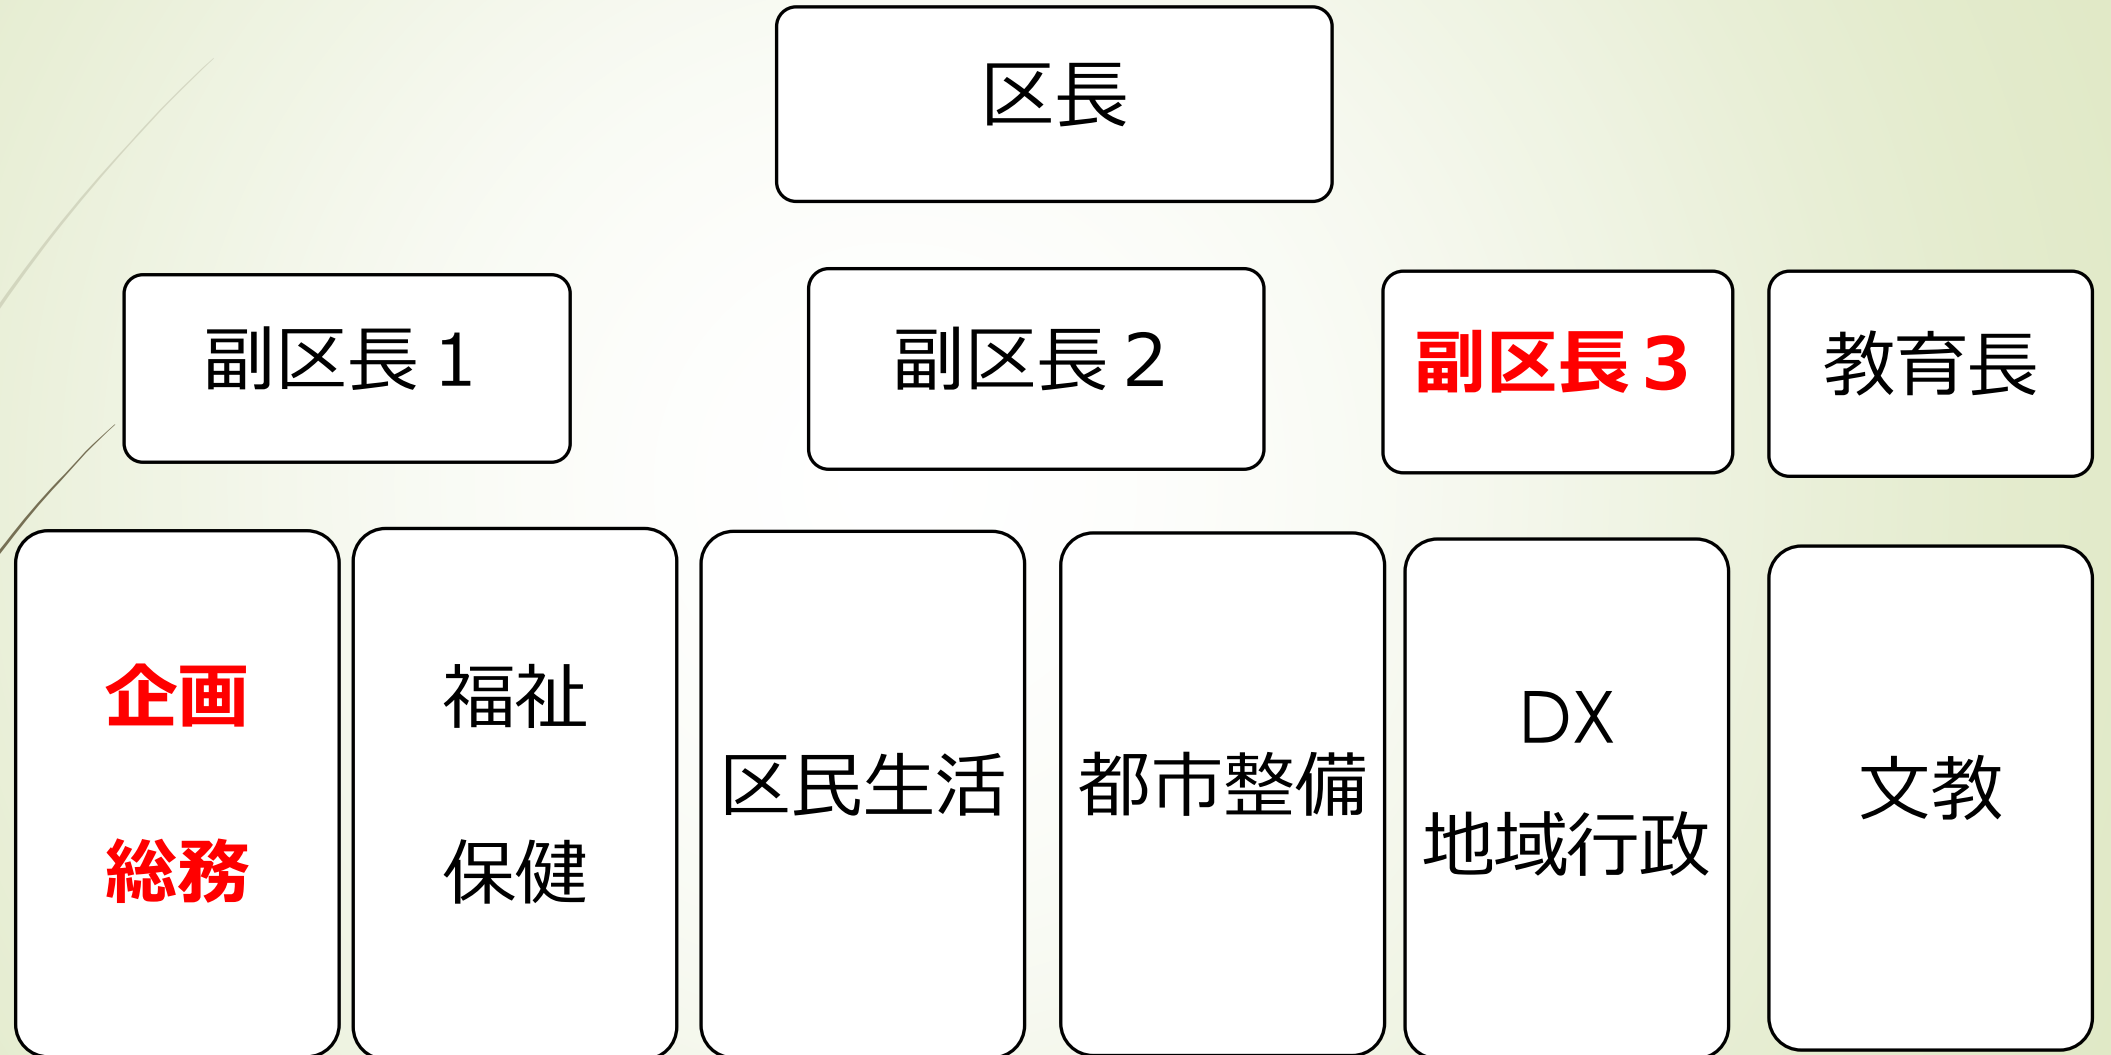 区長
副区長１
副区長２
副区長３
教育長
企画
総務
福祉
保健
区民生活
都市整備
DX
地域行政
文教